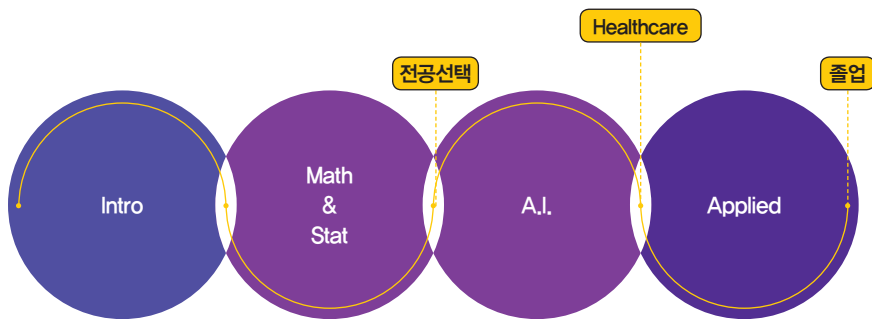 Healthcare
전공선택
졸업
Intro
Math
&
Stat
A.I.
Applied